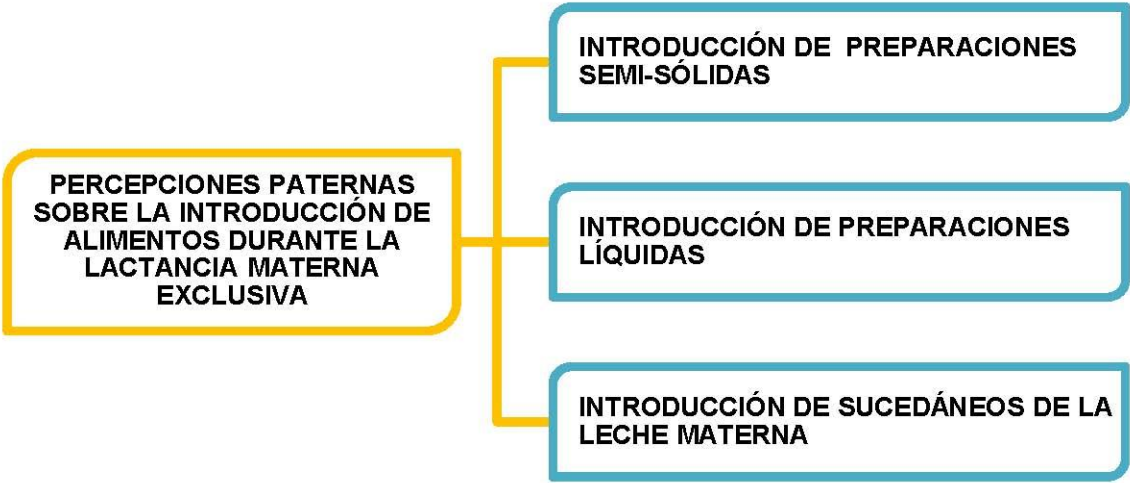 PERCEPCIONES PATERNAS
SOBRE LA INTRODUCCIÓN DE
ALIMENTOS DURANTE LA
LACTANCIA MATERNA
EXCLUSIVA
INTRODUCCIÓN DE PREPARACIONES
SEMI-SÓLIDAS
INTRODUCCIÓN DE PREPARACIONES
LÍQUIDAS
INTRODUCCIÓN DE SUCEDÁNEOS DE LA
LECHE MATERNA